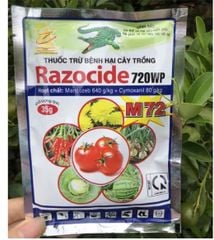 THUỐC TRỪ BỆNH HẠI CÂY TRỒNG
Razocide 720WP
Hoạt chất: Mancozeb 640 g/kg + Cymoxanil 80 g/kg
35g
M72